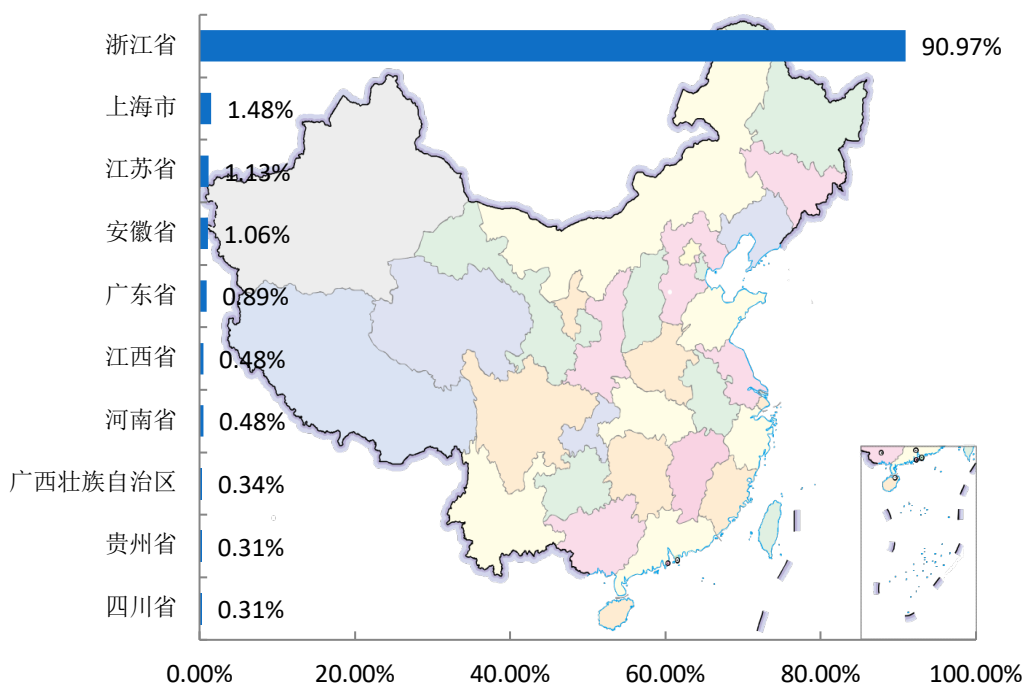 浙江省 90.97%
上海市 1.48%
江苏省 1.13%
安徽省 1.06%
广东省 0.89%
江西省 0.48%
河南省 0.48%
广西壮族自治区 0.34%
贵州省 0.31%
四川省 0.31%
0.00% 20.00% 40.00% 60.00% 80.00% 100.00%